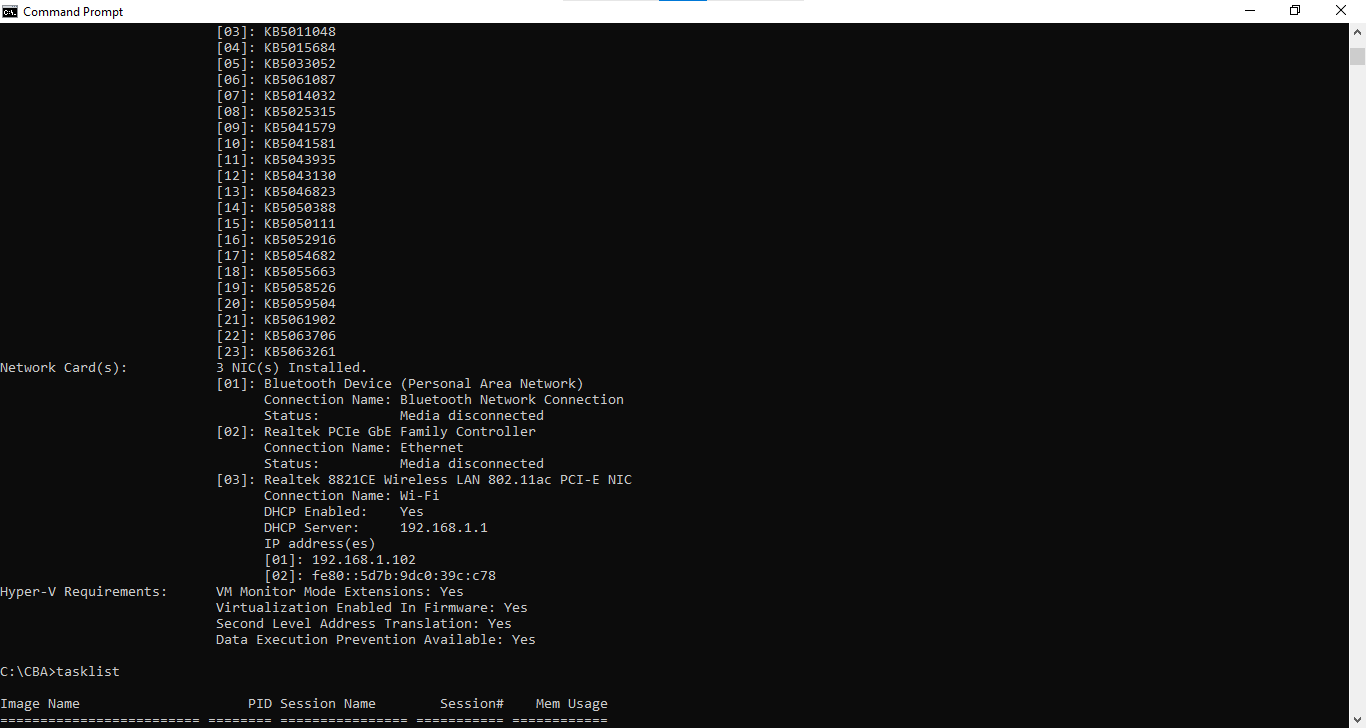 Command Prompt
[03]: KB5011048
[04]: KB5015684
[05]: KB5033052
[06]: KB5061087
[07]: KB5014032
[08]: KB5025315
[09]: KB5041579
[10]: KB5041581
[11]: KB5043935
[12]: KB5043130
[13]: KB5046823
[14]: KB5050388
[15]: KB5050111
[16]: KB5052916
[17]: KB5054682
[18]: KB5055663
[19]: KB5058526
[20]: KB5059504
[21]: KB5061902
[22]: KB5063706
[23]: KB5063261
Network Card(s):           3 NIC(s) Installed.
[01]: Bluetooth Device (Personal Area Network)
Connection Name: Bluetooth Network Connection
Status:          Media disconnected
[02]: Realtek PCIe GbE Family Controller
Connection Name: Ethernet
Status:          Media disconnected
[03]: Realtek 8821CE Wireless LAN 802.11ac PCI-E NIC
Connection Name: Wi-Fi
DHCP Enabled:    Yes
DHCP Server:     192.168.1.1
IP address(es)
[01]: 192.168.1.102
[02]: fe80::5d7b:9dc0:39c:c78
Hyper-V Requirements:      VM Monitor Mode Extensions: Yes
Virtualization Enabled In Firmware: Yes
Second Level Address Translation: Yes
Data Execution Prevention Available: Yes
C:\CBA>tasklist
Image Name                     PID Session Name        Session#    Mem Usage
========================= ======== ================ =========== ============